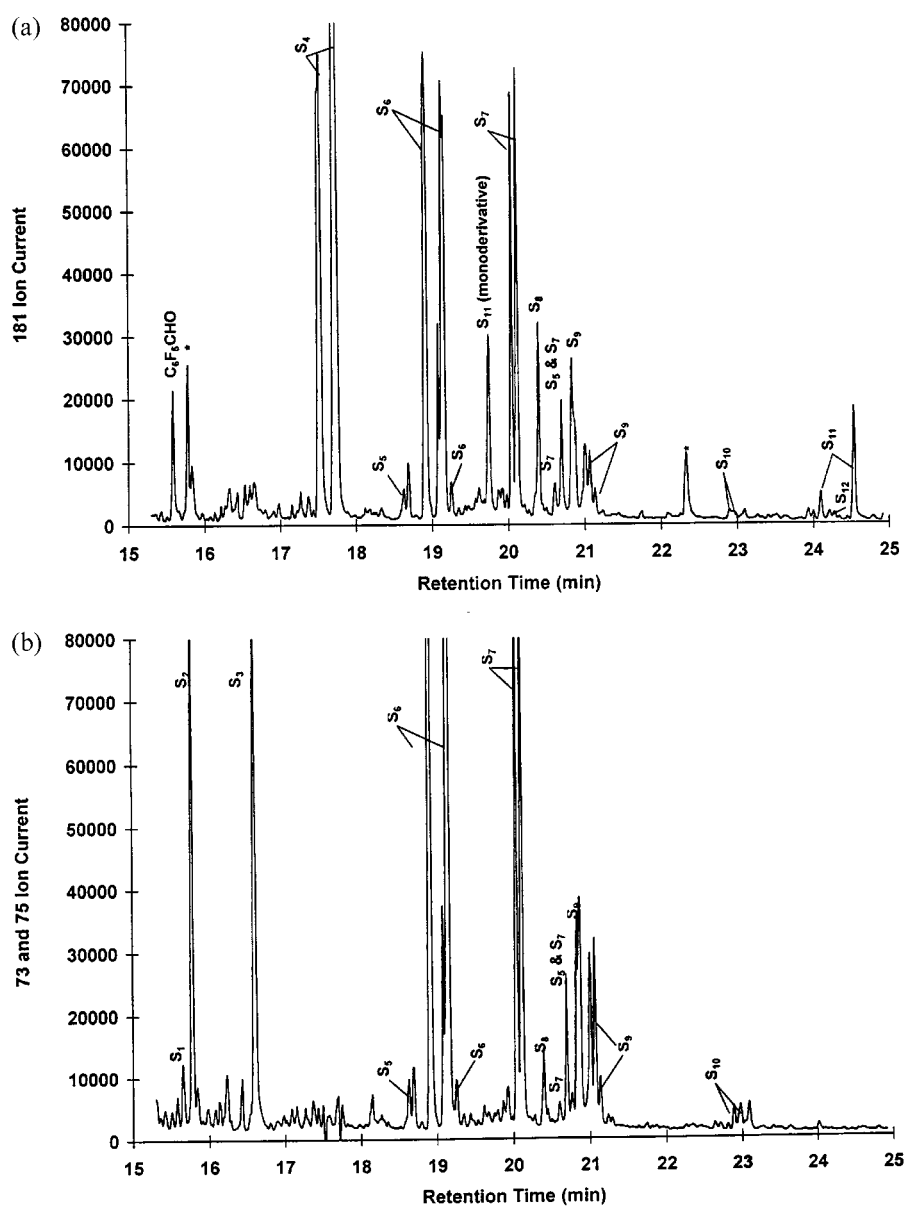 (a)
80000
70000
60000
50000
40000
30000
20000
10000
0
181 Ion Current
C₆F₅CHO
*
S₄
S₅
S₆
S₆
S₁₁ (monoderivative)
S₇
S₈
S₇
S₅ & S₇
S₉
S₉
*
S₁₀
S₁₁
S₁₂
15 16 17 18 19 20 21 22 23 24 25
Retention Time (min)
(b)
80000
70000
60000
50000
40000
30000
20000
10000
0
73 and 75 Ion Current
S₁
S₂
S₃
S₅
S₆
S₆
S₇
S₈
S₇
S₅ & S₇
S₉
S₉
S₁₀
15 16 17 18 19 20 21 22 23 24 25
Retention Time (min)